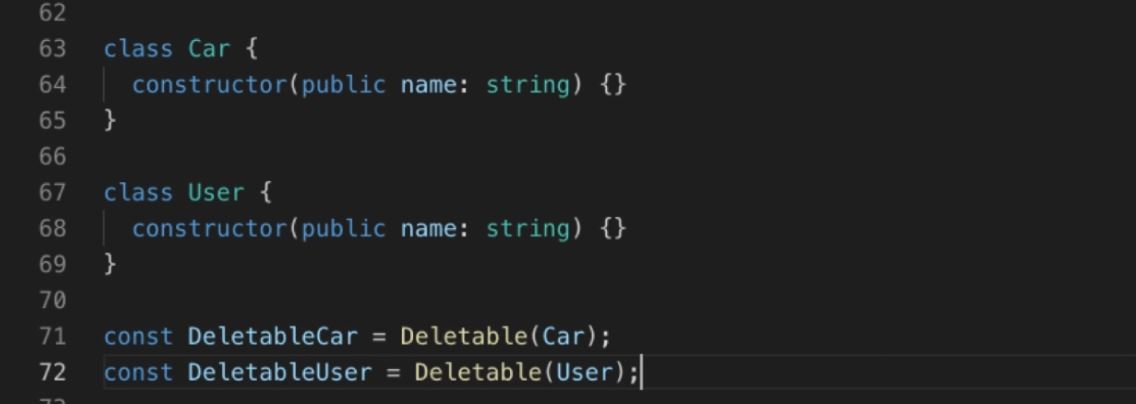 62
63 class Car {
64 constructor(public name: string) {}
65 }
66
67 class User {
68 constructor(public name: string) {}
69 }
70
71 const DeletableCar = Deletable(Car);
72 const DeletableUser = Deletable(User);
73